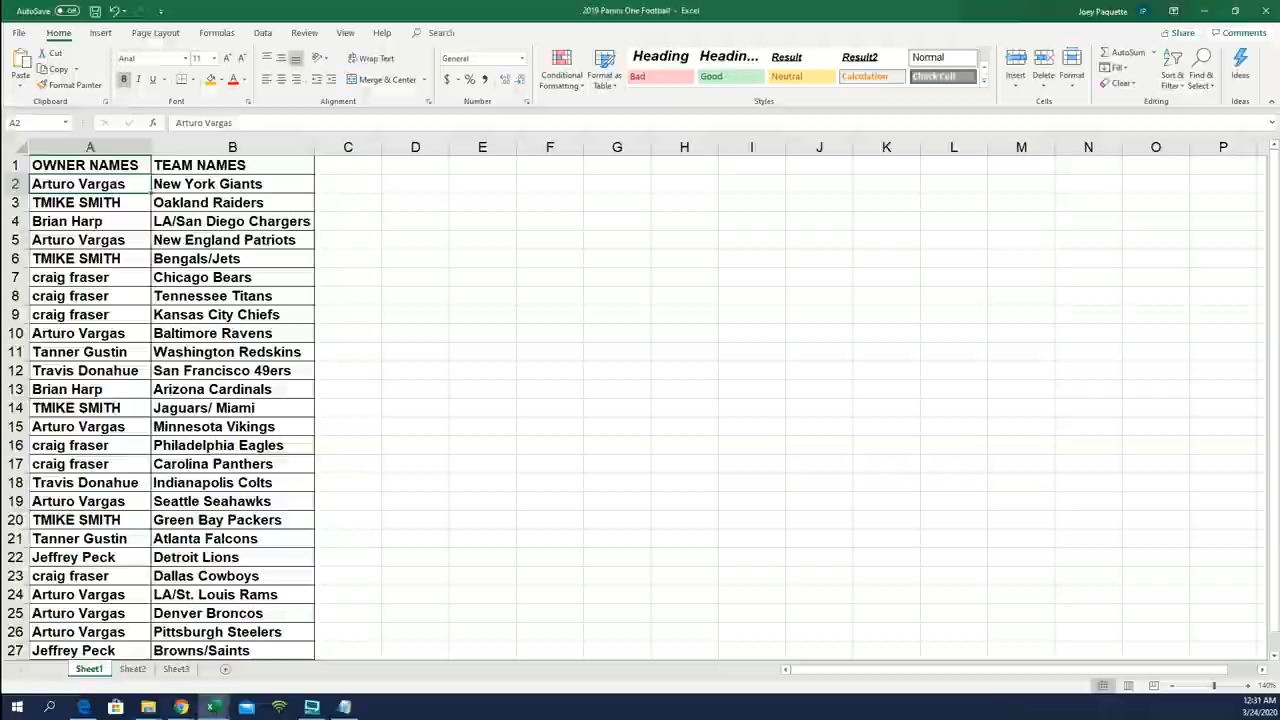 AutoSave Off 2019 Panini One Football - Excel Joey Paquette JP
File Home Insert Page Layout Formulas Data Review View Help Search Share Comments
Paste Cut Copy Format Painter Clipboard
Arial 11 Font
Wrap Text Merge & Center Alignment
General Number
Conditional Formatting Format as Table
Heading Headin... Result Result2 Normal
Bad Good Neutral Calculation Check Cell
Styles
Insert Delete Format Cells
AutoSum Fill Clear Sort & Filter Find & Select Editing
Ideas Ideas
A2 fx Arturo Vargas
A B C D E F G H I J K L M N O P
1 OWNER NAMES TEAM NAMES
2 Arturo Vargas New York Giants
3 TMIKE SMITH Oakland Raiders
4 Brian Harp LA/San Diego Chargers
5 Arturo Vargas New England Patriots
6 TMIKE SMITH Bengals/Jets
7 craig fraser Chicago Bears
8 craig fraser Tennessee Titans
9 craig fraser Kansas City Chiefs
10 Arturo Vargas Baltimore Ravens
11 Tanner Gustin Washington Redskins
12 Travis Donahue San Francisco 49ers
13 Brian Harp Arizona Cardinals
14 TMIKE SMITH Jaguars/ Miami
15 Arturo Vargas Minnesota Vikings
16 craig fraser Philadelphia Eagles
17 craig fraser Carolina Panthers
18 Travis Donahue Indianapolis Colts
19 Arturo Vargas Seattle Seahawks
20 TMIKE SMITH Green Bay Packers
21 Tanner Gustin Atlanta Falcons
22 Jeffrey Peck Detroit Lions
23 craig fraser Dallas Cowboys
24 Arturo Vargas LA/St. Louis Rams
25 Arturo Vargas Denver Broncos
26 Arturo Vargas Pittsburgh Steelers
27 Jeffrey Peck Browns/Saints
Sheet1 Sheet2 Sheet3
140%
12:31 AM
3/24/2020